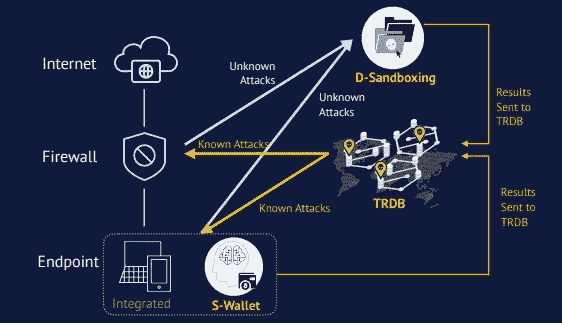 Internet
Unknown
Attacks
D-Sandboxing
Unknown
Attacks
Results
Sent to
TRDB
Firewall
Known Attacks
TRDB
Known Attacks
Results
Sent to
TRDB
Endpoint
Integrated
S-Wallet